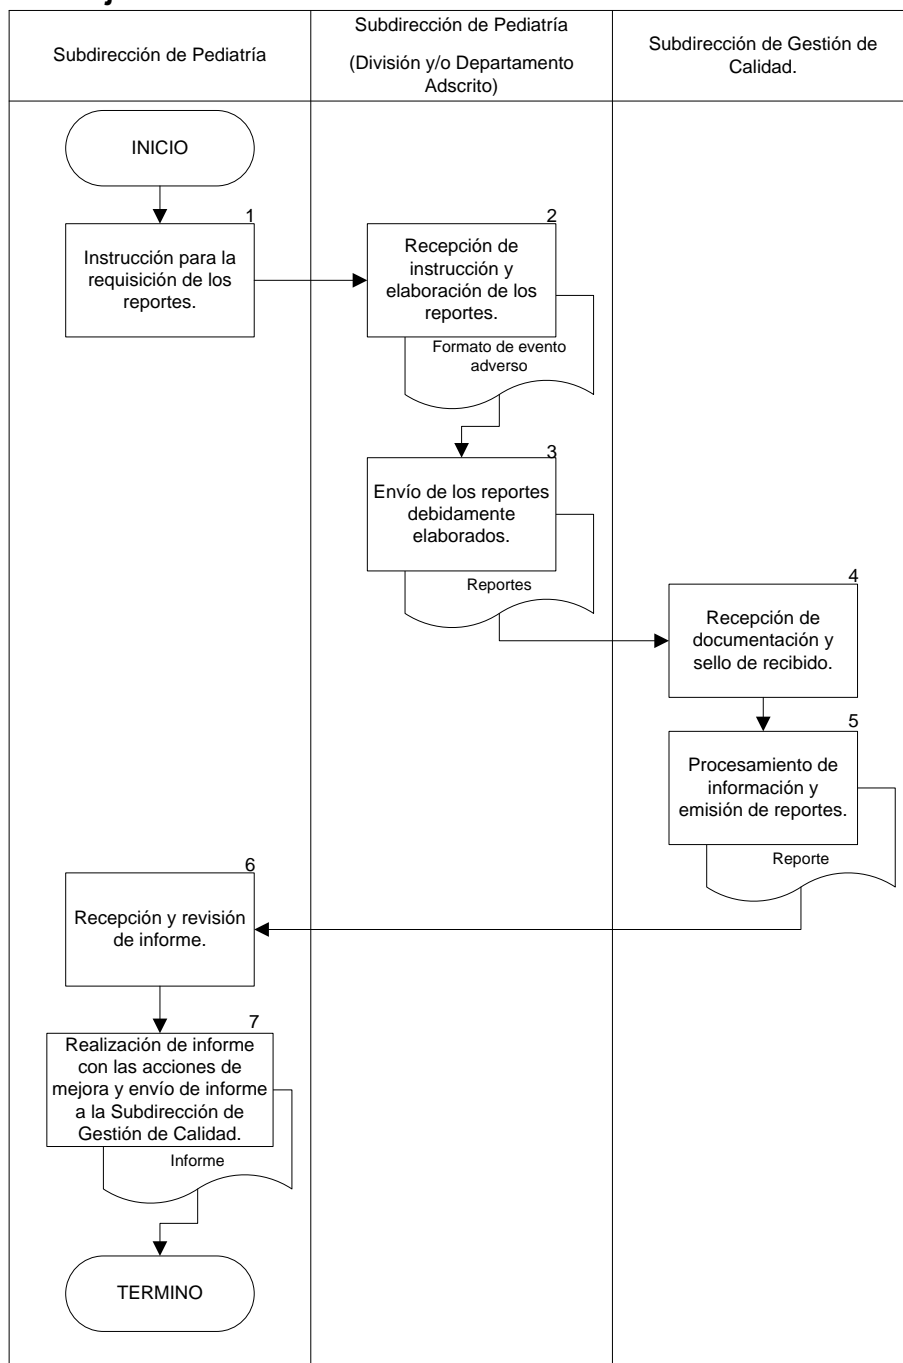 Subdirección de Pediatría
Subdirección de Pediatría
(División y/o Departamento
Adscrito)
Subdirección de Gestión de
Calidad.
INICIO
1
Instrucción para la
requisición de los
reportes.
2
Recepción de
instrucción y
elaboración de los
reportes.
Formato de evento
adverso
3
Envío de los reportes
debidamente
elaborados.
Reportes
4
Recepción de
documentación y
sello de recibido.
5
Procesamiento de
información y
emisión de reportes.
Reporte
6
Recepción y revisión
de informe.
7
Realización de informe
con las acciones de
mejora y envío de informe
a la Subdirección de
Gestión de Calidad.
Informe
TERMINO